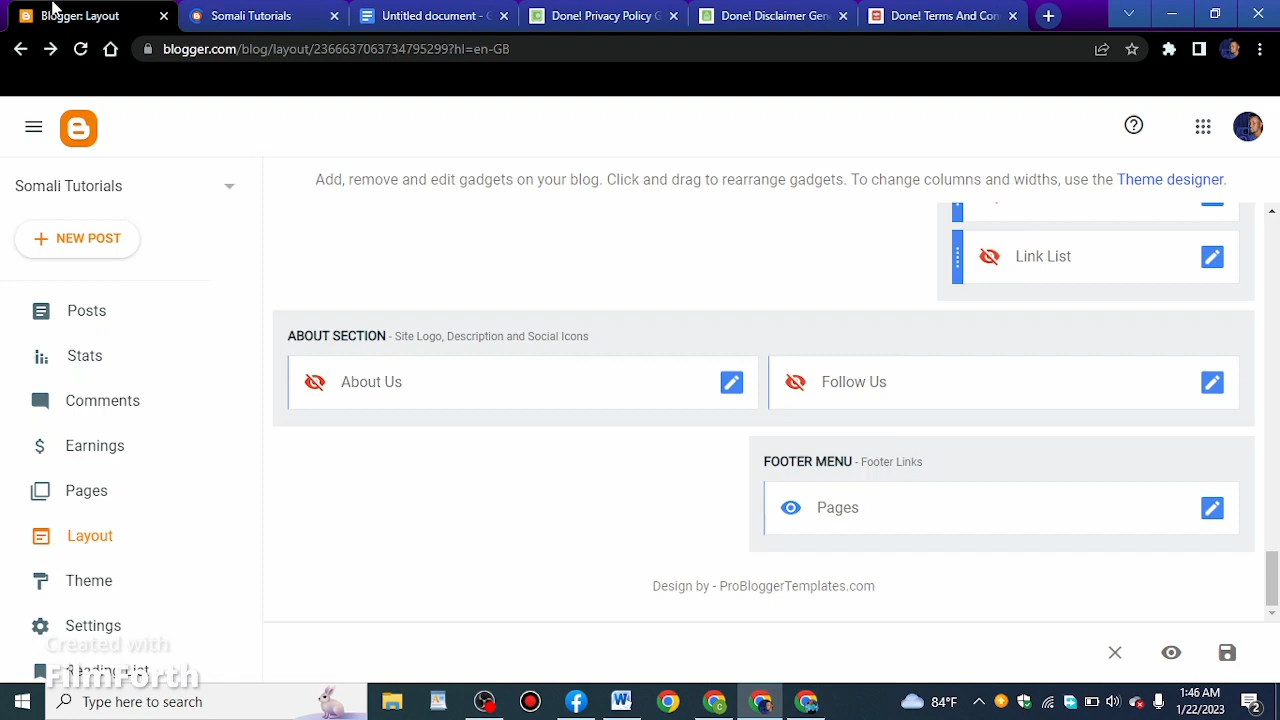 Blogger: Layout
Somali Tutorials
Untitled document - G
Done! Privacy Policy G
Done! Disclaimer Gen
Done! Terms And Con
blogger.com/blog/layout/2366637063734795299?hl=en-GB
Somali Tutorials
Add, remove and edit gadgets on your blog. Click and drag to rearrange gadgets. To change columns and widths, use the Theme designer.
NEW POST
Link List
Posts
ABOUT SECTION - Site Logo, Description and Social Icons
Stats
About Us
Follow Us
Comments
Earnings
FOOTER MENU - Footer Links
Pages
Pages
Layout
Theme
Design by - ProBloggerTemplates.com
Settings
Created with
Reading List
FilmForth
Type here to search
84°F
1:46 AM
1/22/2023
2